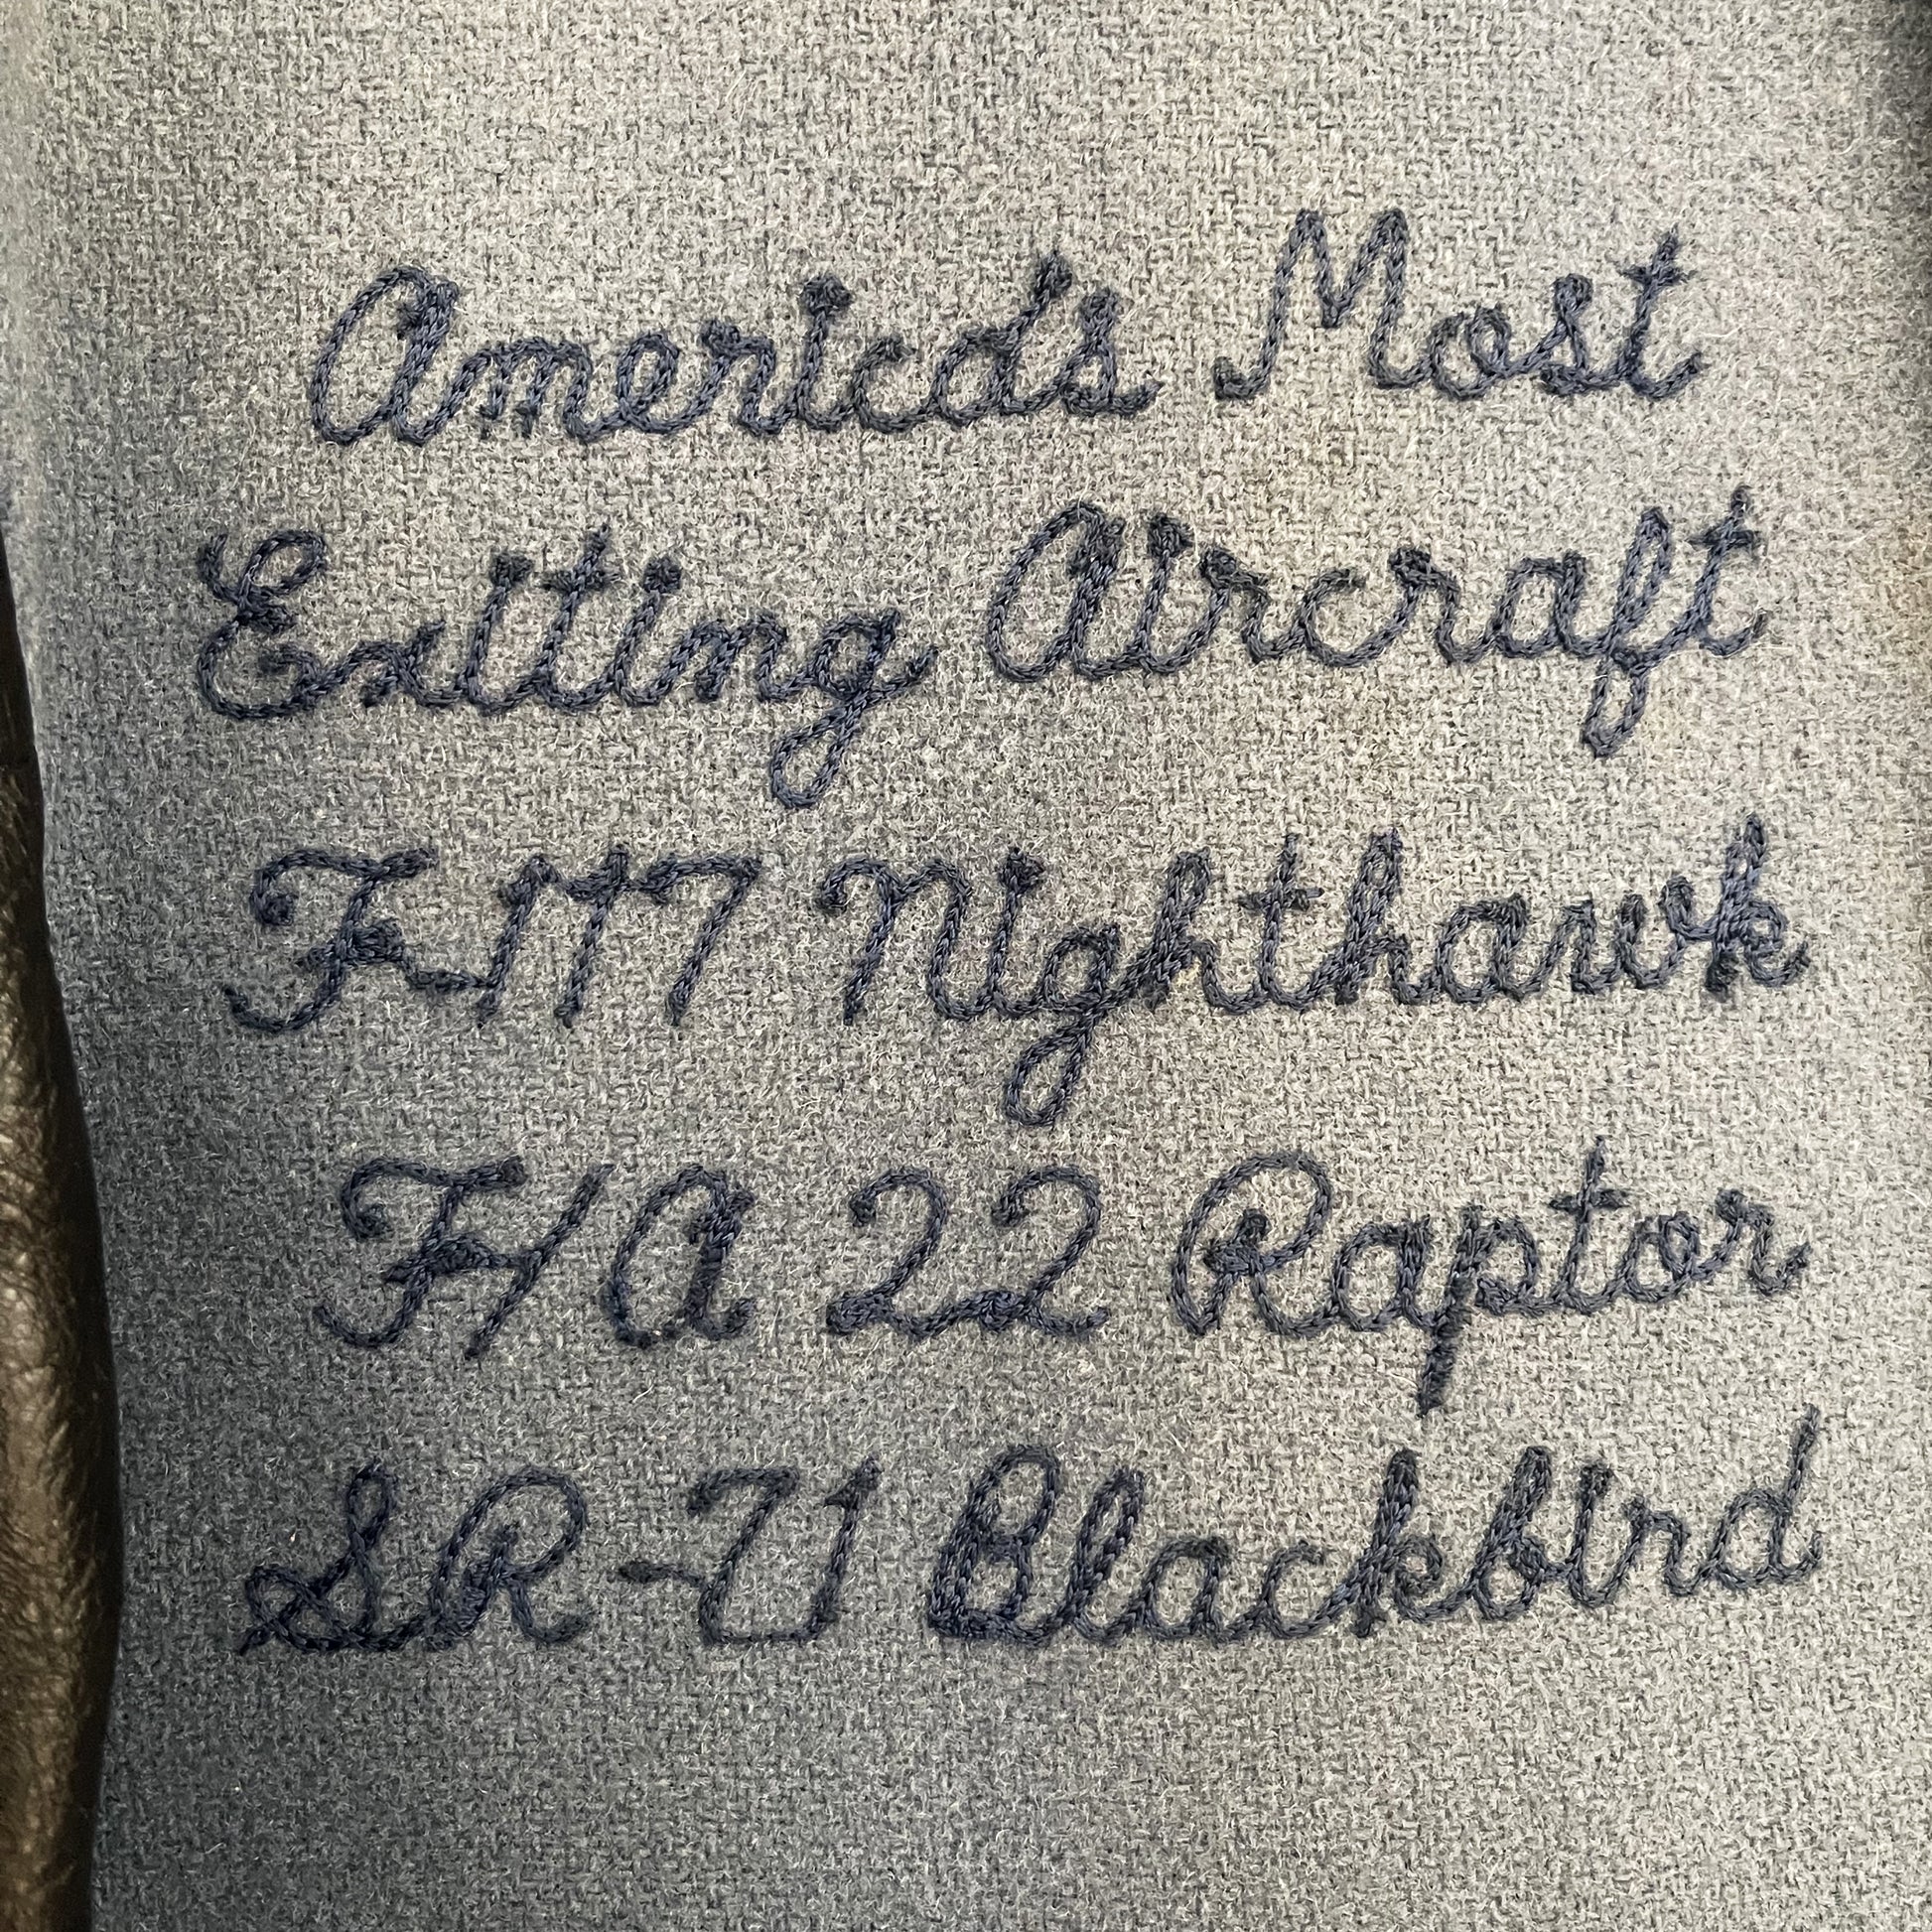 America's Most
Exiting Aircraft
F-117 Nighthawk
F/A 22 Raptor
SR-71 Blackbird